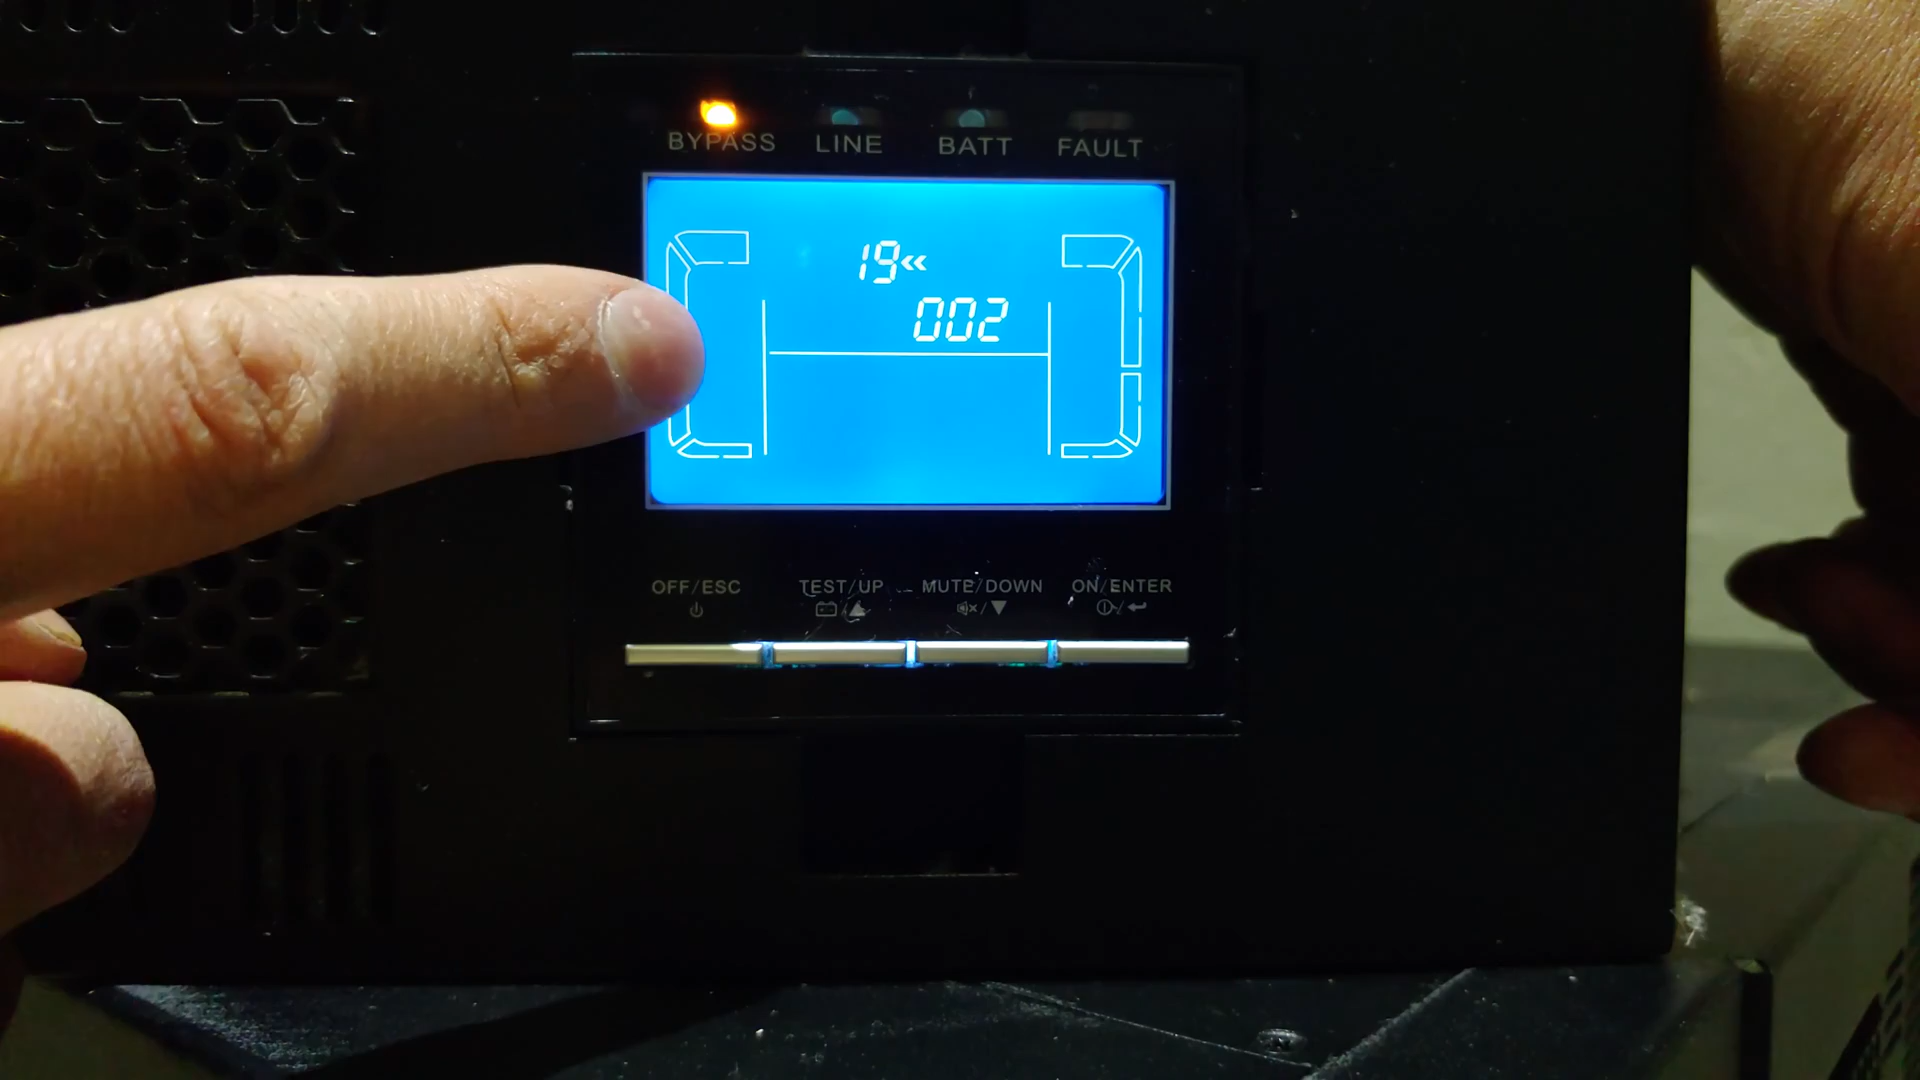 BYPASS LINE BATT FAULT
19«
002
OFF/ESC TEST/UP MUTE/DOWN ON/ENTER